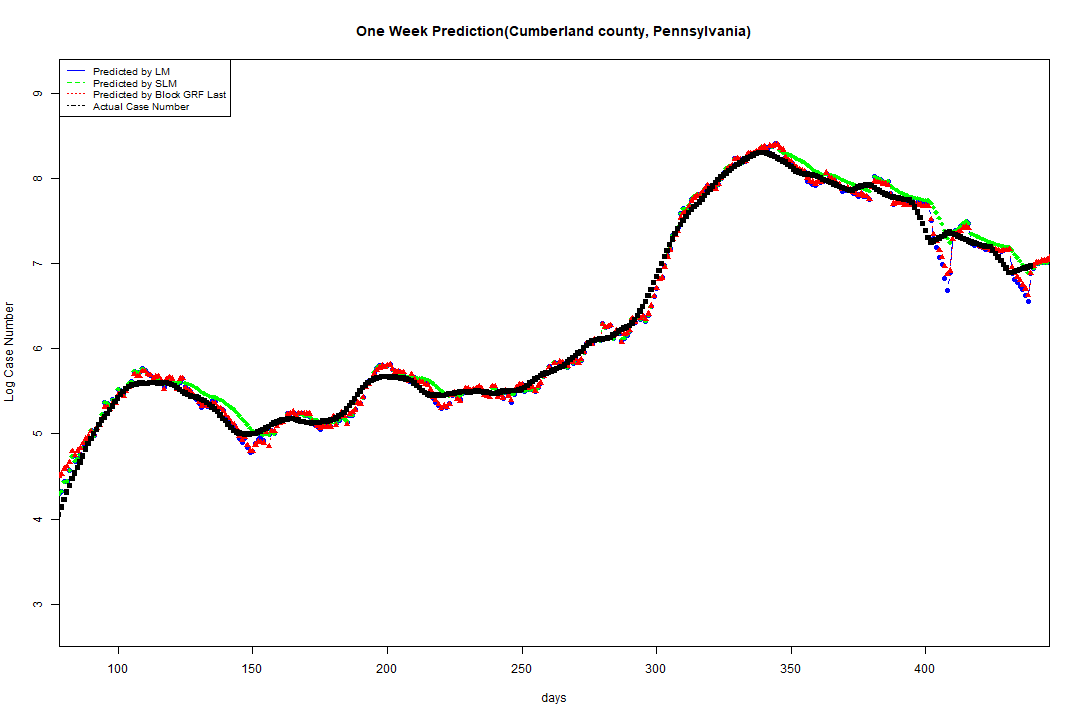 One Week Prediction(Cumberland county, Pennsylvania)
Predicted by LM
Predicted by SLM
Predicted by Block GRF Last
Actual Case Number
9
8
7
6
5
4
3
Log Case Number
100 150 200 250 300 350 400
days